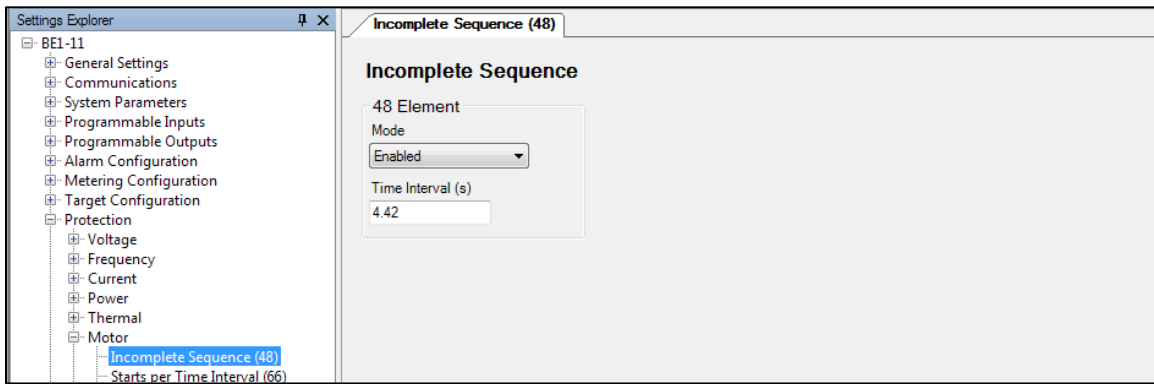 Settings Explorer
BE1-11
General Settings
Communications
System Parameters
Programmable Inputs
Programmable Outputs
Alarm Configuration
Metering Configuration
Target Configuration
Protection
Voltage
Frequency
Current
Power
Thermal
Motor
Incomplete Sequence (48)
Starts per Time Interval (66)
Incomplete Sequence (48)
Incomplete Sequence
48 Element
Mode
Enabled
Time Interval (s)
4.42